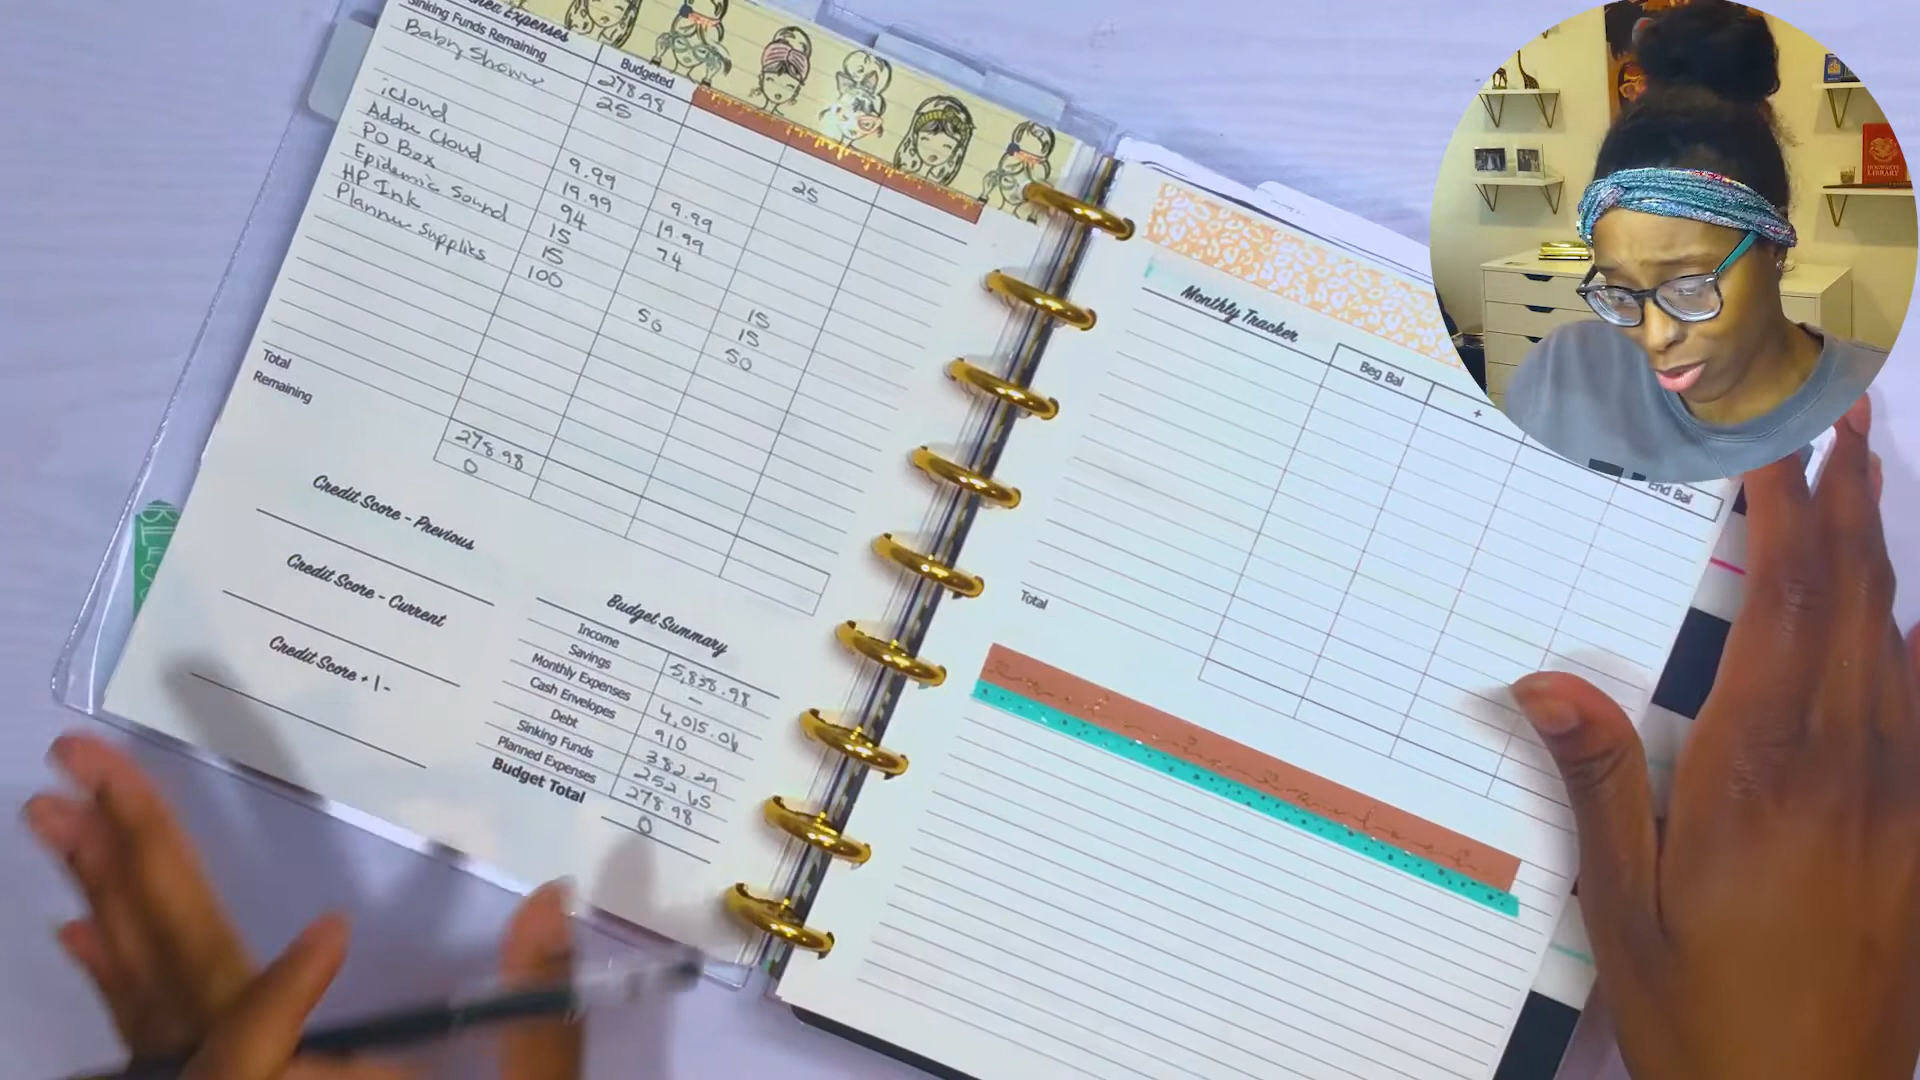 Expenses
Sinking Funds Remaining Budgeted
278.98
Baby Shower 25 25
iCloud 9.99 9.99
Adobe Cloud 19.99 19.99
PO Box 94 74
Epidemic Sound 15 15
HP Ink 15 15
Planner Supplies 100 50 50
Total 278.98
Remaining 0
Credit Score - Previous
Credit Score - Current
Credit Score + | -
Budget Summary
Income 5,838.98
Savings –
Monthly Expenses 4,015.06
Cash Envelopes 910
Debt 382.29
Sinking Funds 252.65
Planned Expenses 278.98
Budget Total 0
Monthly Tracker
Beg Bal + End Bal
Total
HOGWARTS
LIBRARY